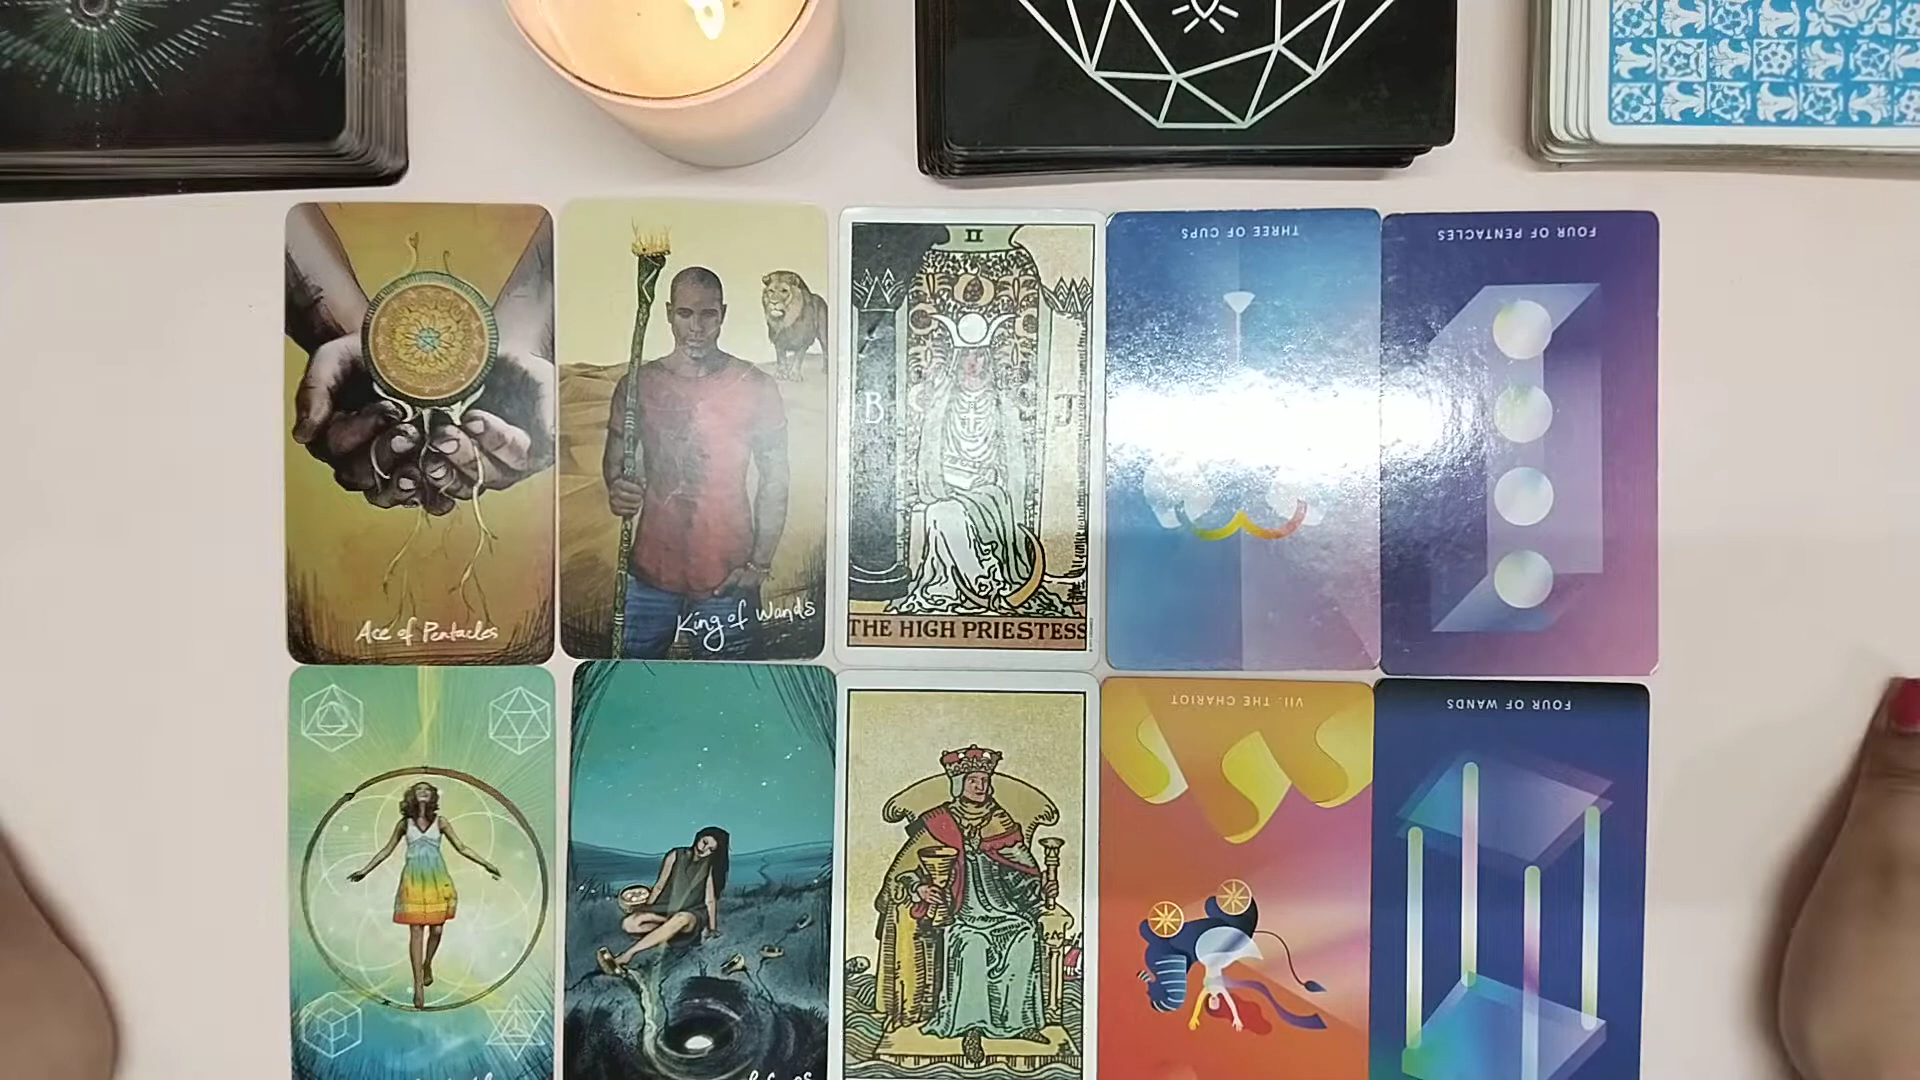 II
THREE OF CUPS
FOUR OF PENTACLES
B
J
Ace of Pentacles
King of Wands
THE HIGH PRIESTESS
VII. THE CHARIOT
FOUR OF WANDS